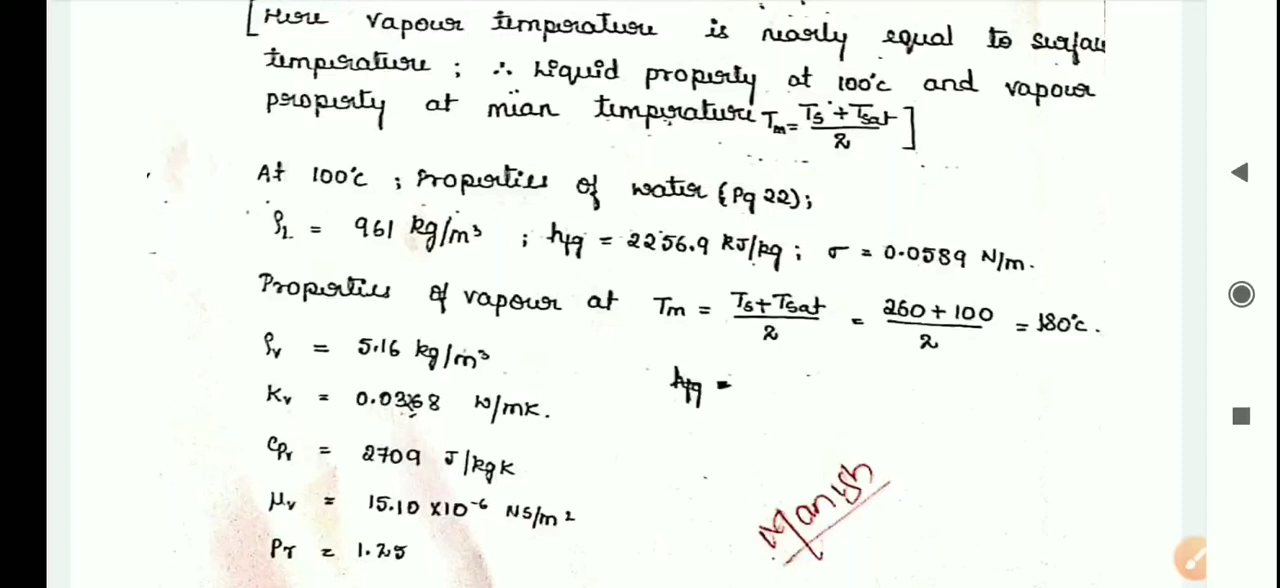 [Here vapour temperature is nearly equal to surface
temperature ; ∴ Liquid property at 100°c and vapour
property at mean temperature Tm = (Ts + Tsat)/2 ]
At 100°c ; Properties of water (Pg 22);
ρL = 961 kg/m³ ; hfg = 2256.9 KJ/kg ; σ = 0.0589 N/m.
Properties of vapour at Tm = (Ts + Tsat)/2 = (260 + 100)/2 = 180°c.
ρv = 5.16 kg/m³
hfg =
Kv = 0.0368 W/mK.
CPv = 2709 J/kgK
μv = 15.10 × 10⁻⁶ NS/m²
Pr = 1.25
Manish